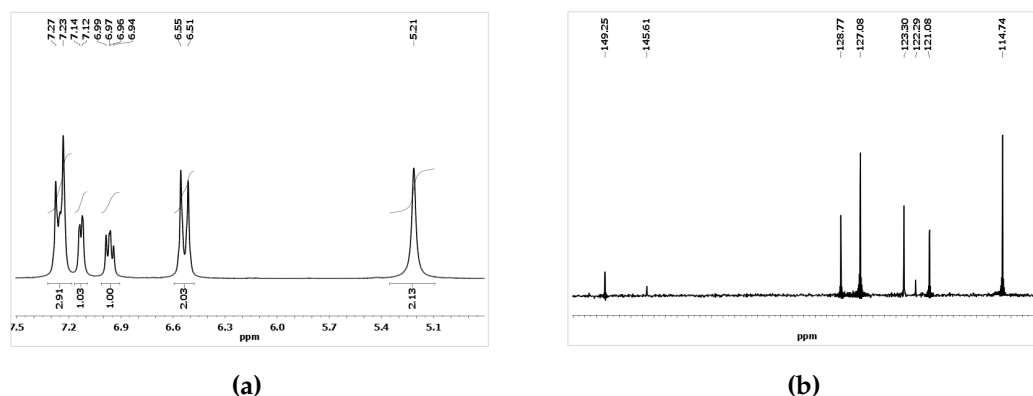 7.27 7.23 7.14 7.12 6.99 6.97 6.96 6.94 6.55 6.51 5.21
2.91 1.03 1.00 2.03 2.13
7.5 7.2 6.9 6.6 6.3 6.0 5.7 5.4 5.1
ppm
(a)
149.25 145.61 128.77 127.08 123.30 122.29 121.08 114.74
ppm
(b)